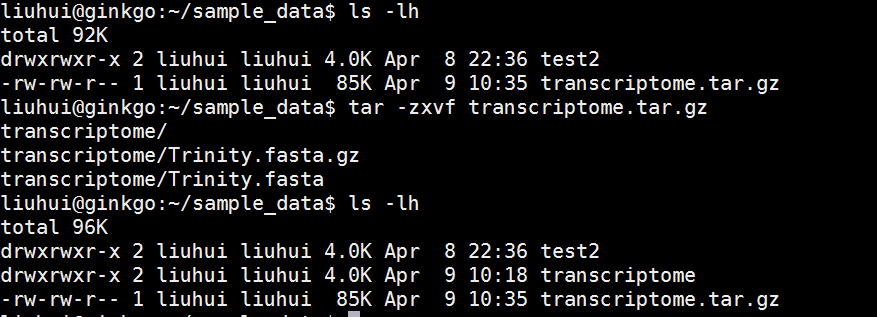 liuhui@ginkgo:~/sample_data$ ls -lh
total 92K
drwxrwxr-x 2 liuhui liuhui 4.0K Apr  8 22:36 test2
-rw-rw-r-- 1 liuhui liuhui  85K Apr  9 10:35 transcriptome.tar.gz
liuhui@ginkgo:~/sample_data$ tar -zxvf transcriptome.tar.gz
transcriptome/
transcriptome/Trinity.fasta.gz
transcriptome/Trinity.fasta
liuhui@ginkgo:~/sample_data$ ls -lh
total 96K
drwxrwxr-x 2 liuhui liuhui 4.0K Apr  8 22:36 test2
drwxrwxr-x 2 liuhui liuhui 4.0K Apr  9 10:18 transcriptome
-rw-rw-r-- 1 liuhui liuhui  85K Apr  9 10:35 transcriptome.tar.gz
liuhui@ginkgo:~/sample_data$